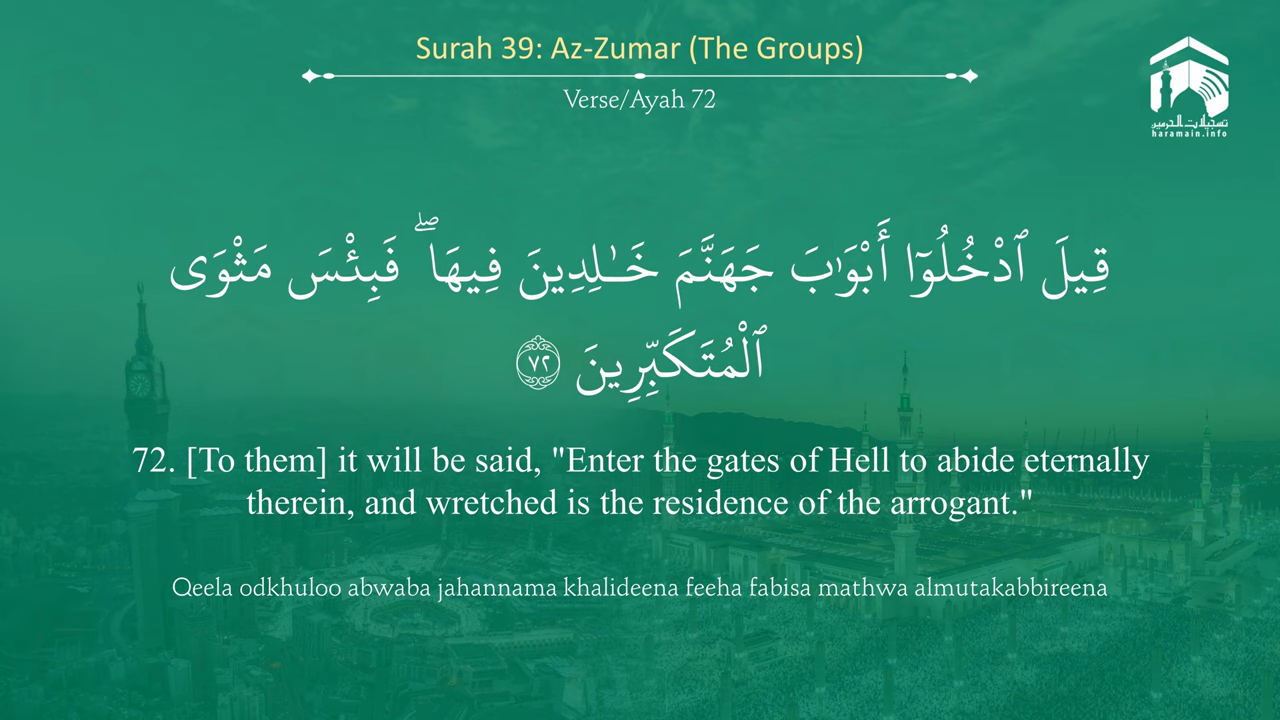 Surah 39: Az-Zumar (The Groups)
Verse/Ayah 72
تسجيلات الحرمين
haramain.info
قِيلَ ٱدْخُلُوٓا۟ أَبْوَٰبَ جَهَنَّمَ خَـٰلِدِينَ فِيهَا ۖ فَبِئْسَ مَثْوَى
ٱلْمُتَكَبِّرِينَ ٧٢
72. [To them] it will be said, "Enter the gates of Hell to abide eternally
therein, and wretched is the residence of the arrogant."
Qeela odkhuloo abwaba jahannama khalideena feeha fabisa mathwa almutakabbireena